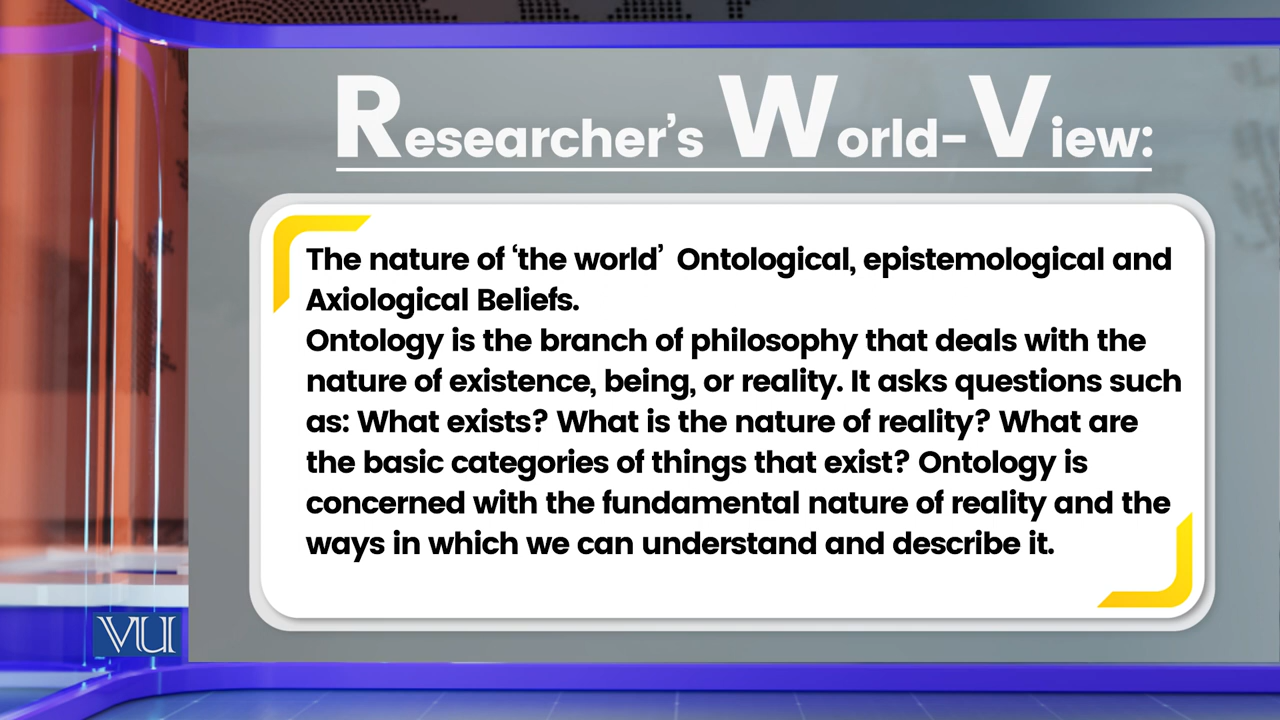 Researcher's World-View:
The nature of ‘the world’ Ontological, epistemological and
Axiological Beliefs.
Ontology is the branch of philosophy that deals with the
nature of existence, being, or reality. It asks questions such
as: What exists? What is the nature of reality? What are
the basic categories of things that exist? Ontology is
concerned with the fundamental nature of reality and the
ways in which we can understand and describe it.
VU